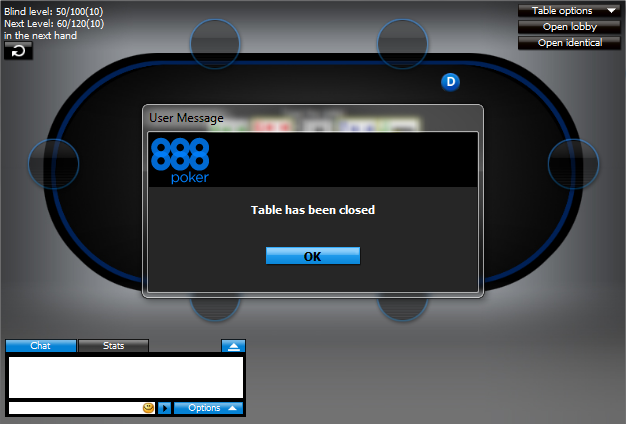 Blind level: 50/100(10)
Next Level: 60/120(10)
in the next hand
Table options
Open lobby
Open identical
D
User Message
888
poker
Table has been closed
OK
Chat
Stats
Options